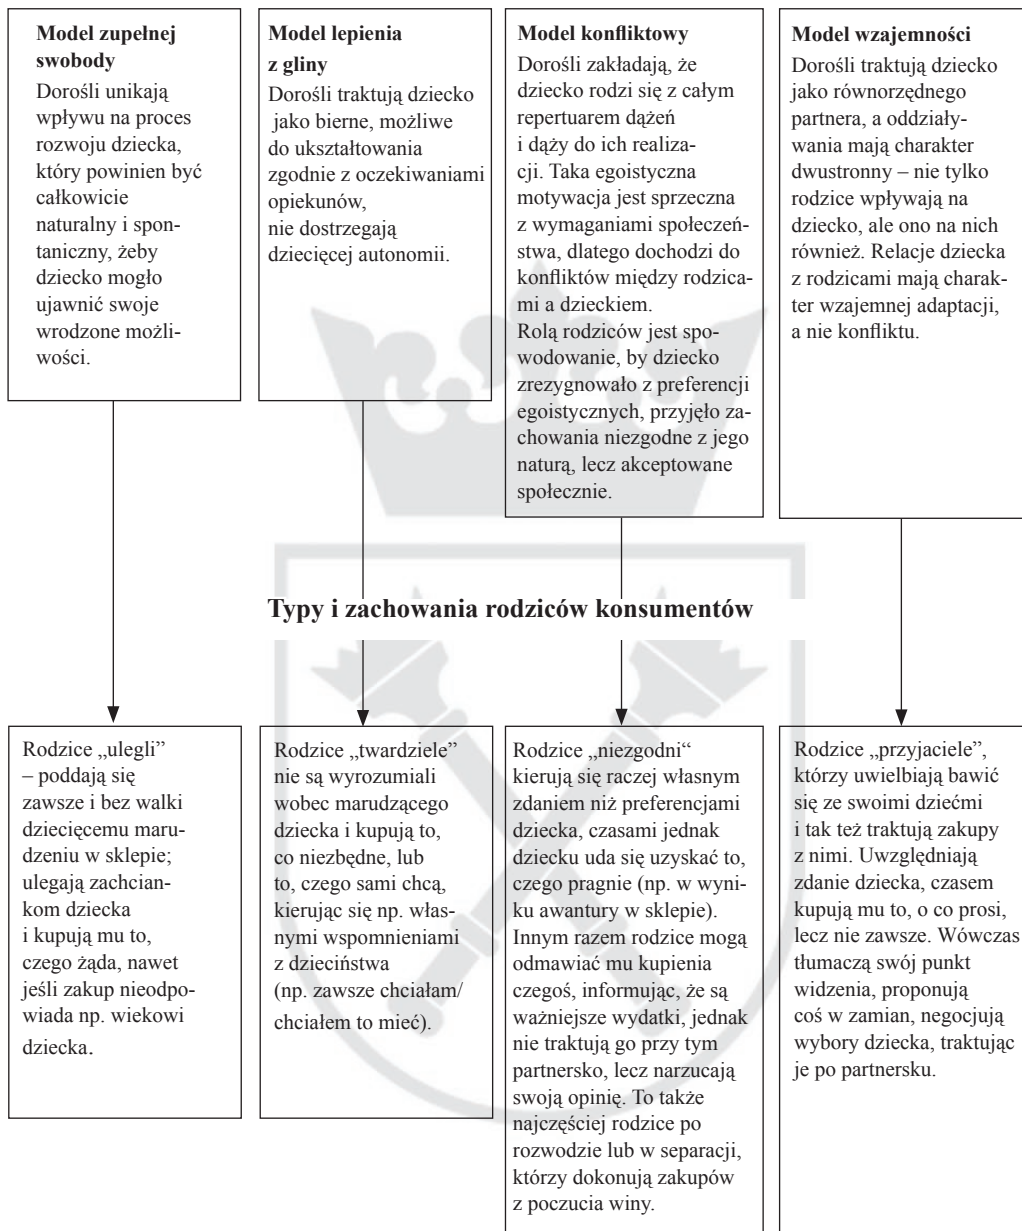 Model zupełnej
swobody
Dorośli unikają
wpływu na proces
rozwoju dziecka,
który powinien być
całkowicie
naturalny i spon-
taniczny, żeby
dziecko mogło
ujawnić swoje
wrodzone możli-
wości.
Model lepienia
z gliny
Dorośli traktują dziecko
jako bierne, możliwe
do ukształtowania
zgodnie z oczekiwaniami
opiekunów,
nie dostrzegają
dziecięcej autonomii.
Model konfliktowy
Dorośli zakładają, że
dziecko rodzi się z całym
repertuarem dążeń
i dąży do ich realiza-
cji. Taka egoistyczna
motywacja jest sprzeczna
z wymaganiami społeczeń-
stwa, dlatego dochodzi do
konfliktów między rodzica-
mi a dzieckiem.
Rolą rodziców jest spo-
wodowanie, by dziecko
zrezygnowało z preferencji
egoistycznych, przyjęło za-
chowania niezgodne z jego
naturą, lecz akceptowane
społecznie.
Model wzajemności
Dorośli traktują dziecko
jako równorzędnego
partnera, a oddziały-
wania mają charakter
dwustronny – nie tylko
rodzice wpływają na
dziecko, ale ono na nich
również. Relacje dziecka
z rodzicami mają charak-
ter wzajemnej adaptacji,
a nie konfliktu.
Typy i zachowania rodziców konsumentów
Rodzice „ulegli”
– poddają się
zawsze i bez walki
dziecięcemu maru-
dzeniu w sklepie;
ulegają zachcian-
kom dziecka
i kupują mu to,
czego żąda, nawet
jeśli zakup nieodpo-
wiada np. wiekowi
dziecka.
Rodzice „twardziele”
nie są wyrozumiali
wobec marudzącego
dziecka i kupują to,
co niezbędne, lub
to, czego sami chcą,
kierując się np. włas-
nymi wspomnieniami
z dzieciństwa
(np. zawsze chciałam/
chciałem to mieć).
Rodzice „niezgodni“
kierują się raczej własnym
zdaniem niż preferencjami
dziecka, czasami jednak
dziecku uda się uzyskać to,
czego pragnie (np. w wyni-
ku awantury w sklepie).
Innym razem rodzice mogą
odmawiać mu kupienia
czegoś, informując, że są
ważniejsze wydatki, jednak
nie traktują go przy tym
partnersko, lecz narzucają
swoją opinię. To także
najczęściej rodzice po
rozwodzie lub w separacji,
którzy dokonują zakupów
z poczucia winy.
Rodzice „przyjaciele”,
którzy uwielbiają bawić
się ze swoimi dziećmi
i tak też traktują zakupy
z nimi. Uwzględniają
zdanie dziecka, czasem
kupują mu to, o co prosi,
lecz nie zawsze. Wówczas
tłumaczą swój punkt
widzenia, proponują
coś w zamian, negocjują
wybory dziecka, traktując
je po partnersku.